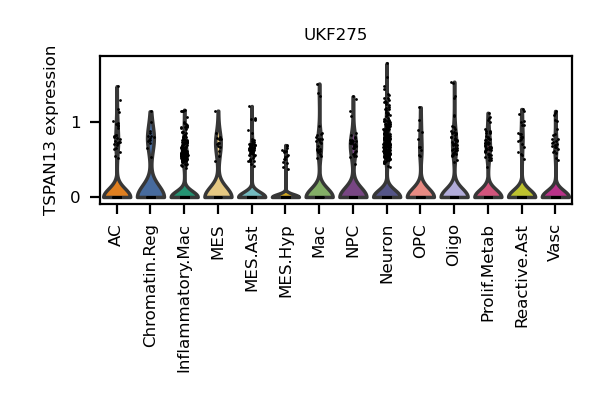 UKF275
TSPAN13 expression
1
0
AC
Chromatin.Reg
Inflammatory.Mac
MES
MES.Ast
MES.Hyp
Mac
NPC
Neuron
OPC
Oligo
Prolif.Metab
Reactive.Ast
Vasc